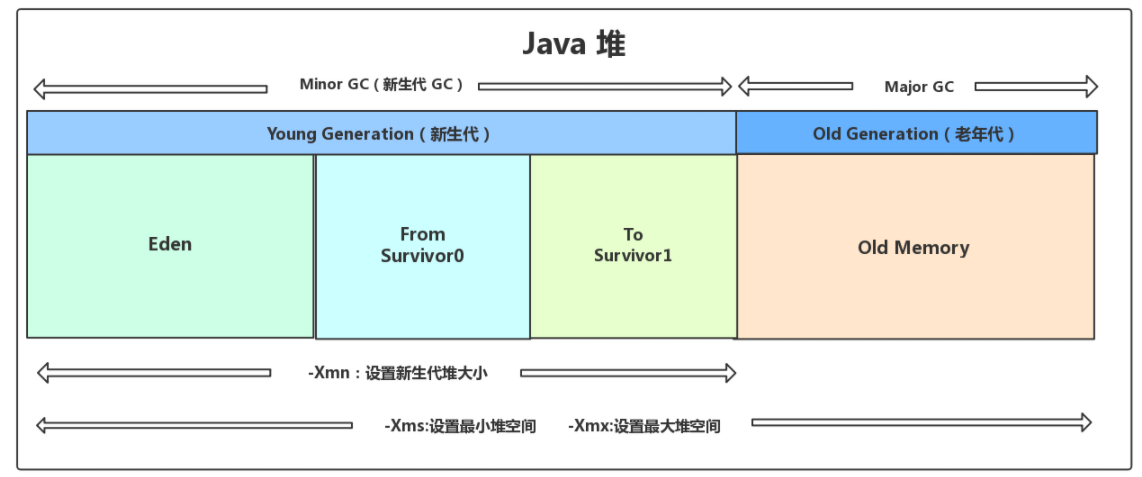 Java 堆
Minor GC（新生代 GC）
Major GC
Young Generation（新生代）
Old Generation（老年代）
Eden
From
Survivor0
To
Survivor1
Old Memory
-Xmn：设置新生代堆大小
-Xms:设置最小堆空间
-Xmx:设置最大堆空间